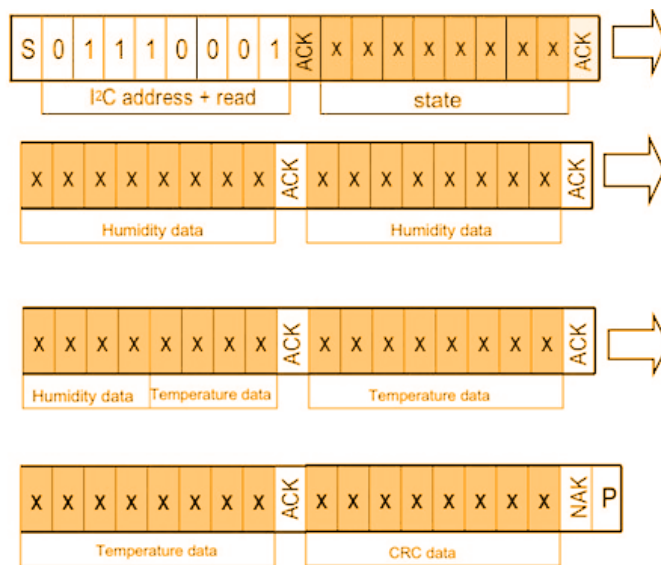 S 0 1 1 1 0 0 0 1 ACK X X X X X X X X ACK
I²C address + read state
X X X X X X X X ACK X X X X X X X X ACK
Humidity data Humidity data
X X X X X X X X ACK X X X X X X X X ACK
Humidity data Temperature data Temperature data
X X X X X X X X ACK X X X X X X X X NAK P
Temperature data CRC data